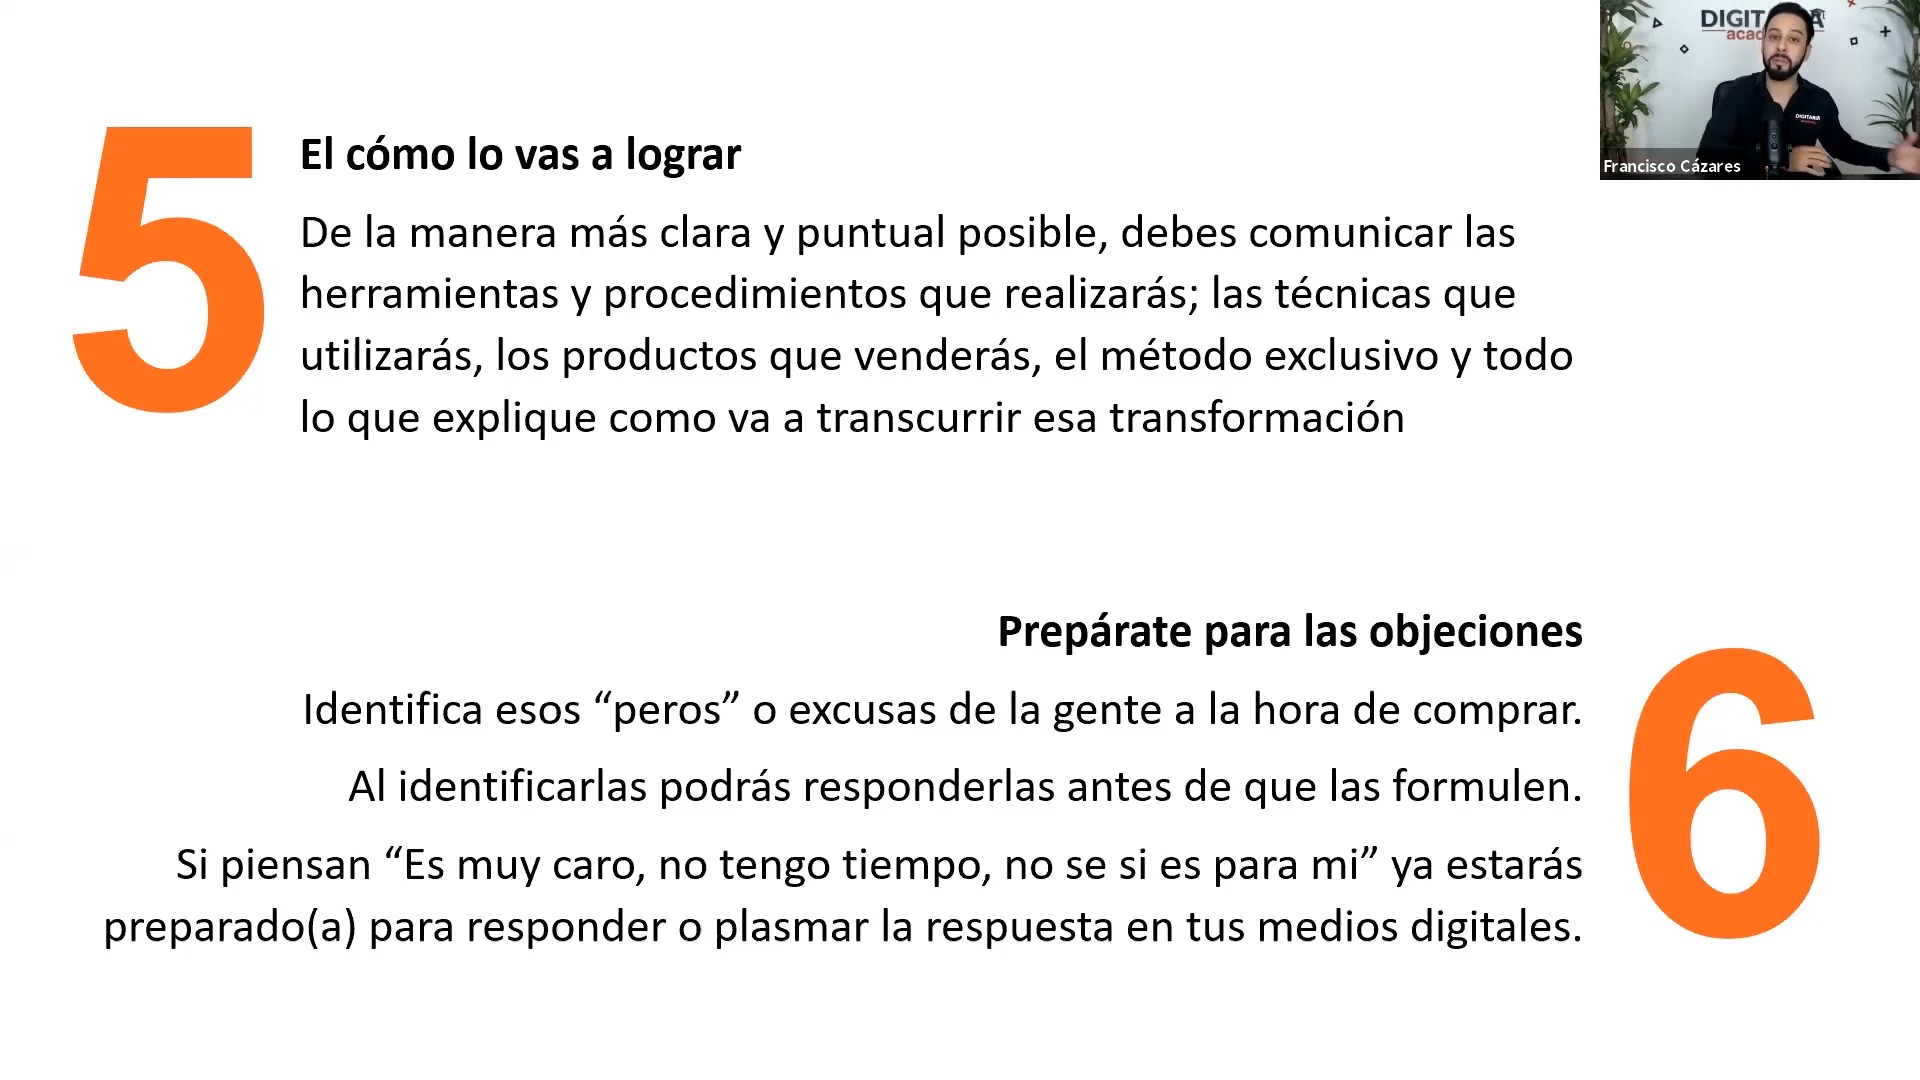 DIGIT
acad
DIGITARIA
Francisco Cázares
5
El cómo lo vas a lograr
De la manera más clara y puntual posible, debes comunicar las
herramientas y procedimientos que realizarás; las técnicas que
utilizarás, los productos que venderás, el método exclusivo y todo
lo que explique como va a transcurrir esa transformación
Prepárate para las objeciones
6
Identifica esos “peros” o excusas de la gente a la hora de comprar.
Al identificarlas podrás responderlas antes de que las formulen.
Si piensan “Es muy caro, no tengo tiempo, no se si es para mi” ya estarás
preparado(a) para responder o plasmar la respuesta en tus medios digitales.